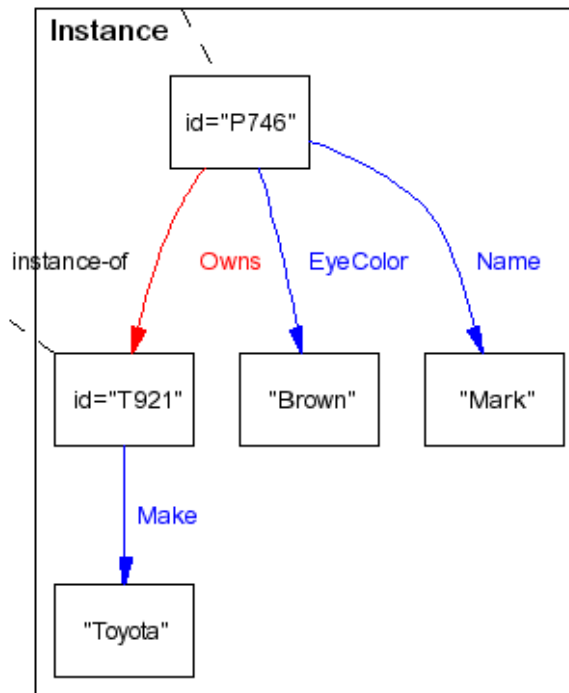 Instance
id="P746"
instance-of
Owns
EyeColor
Name
id="T921"
"Brown"
"Mark"
Make
"Toyota"